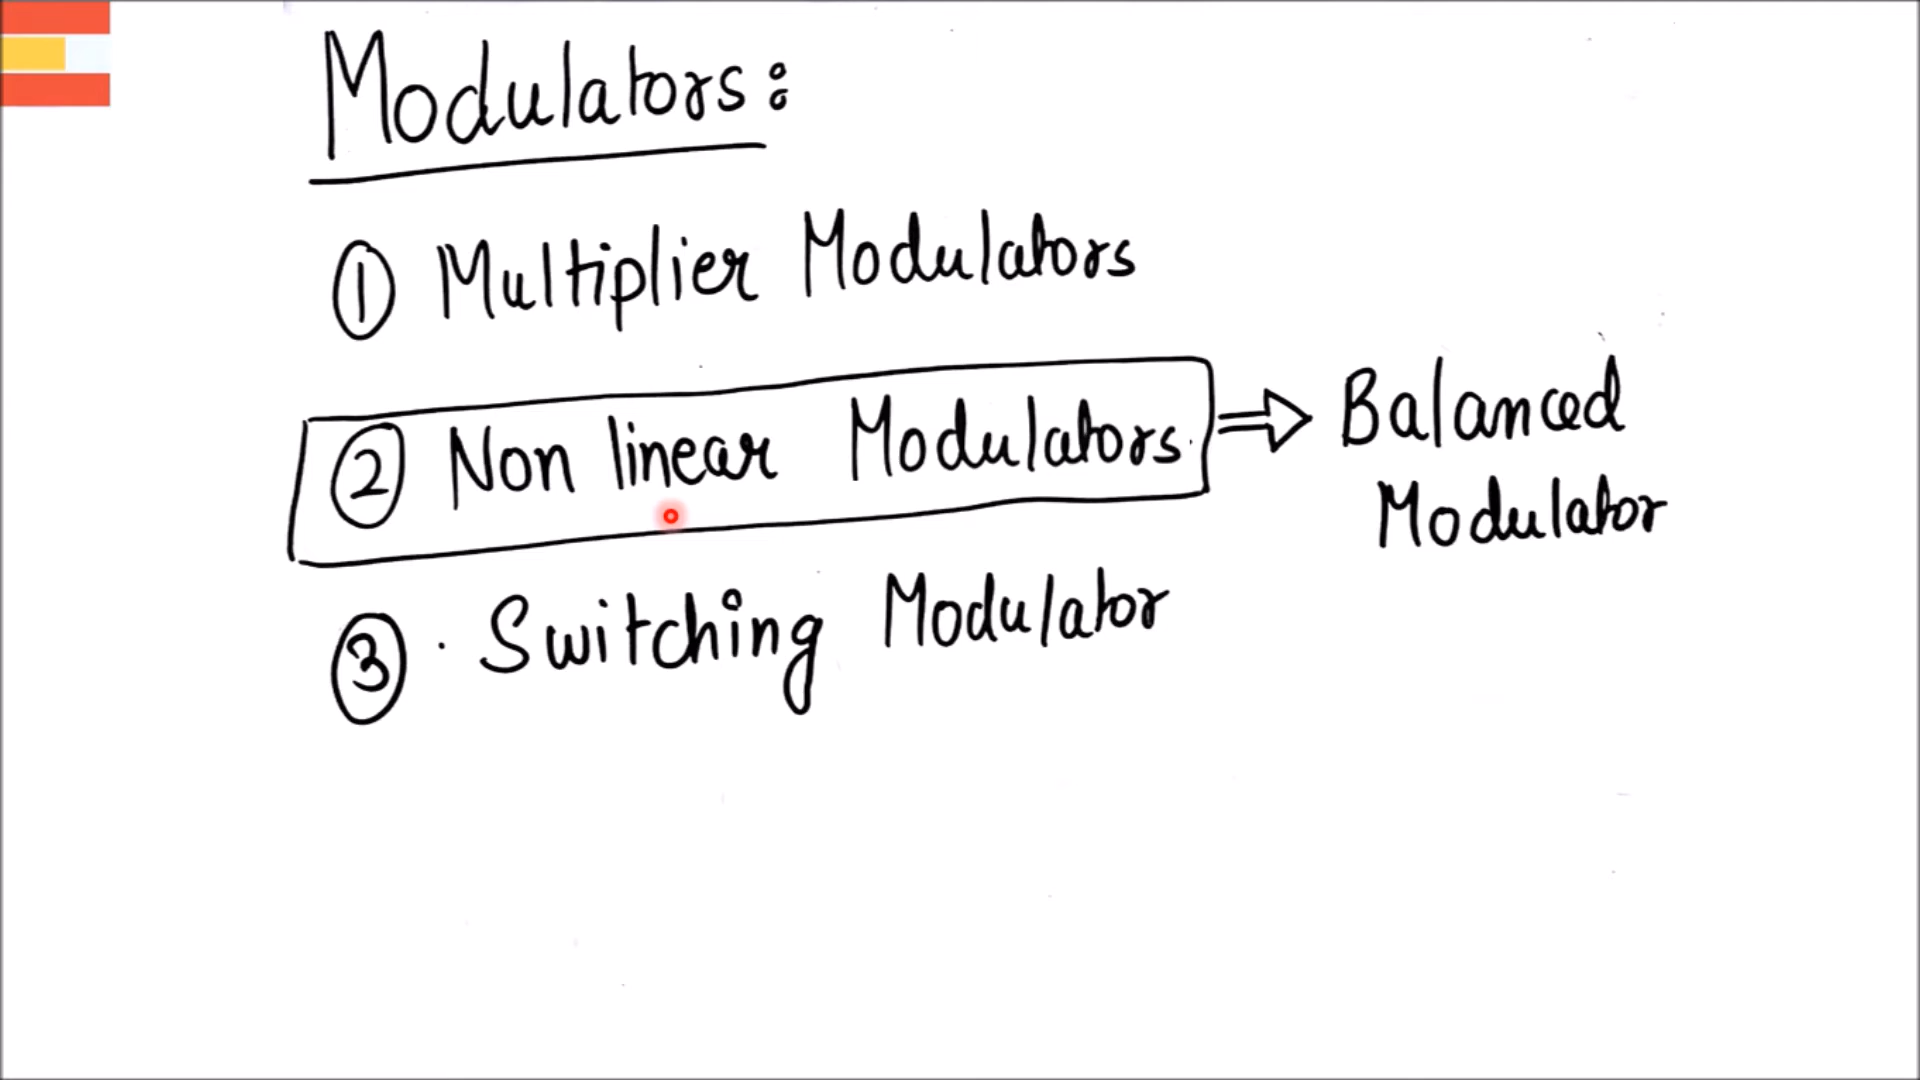 Modulators:
① Multiplier Modulators
② Non linear Modulators. ⇒ Balanced
Modulator
③ · Switching Modulator